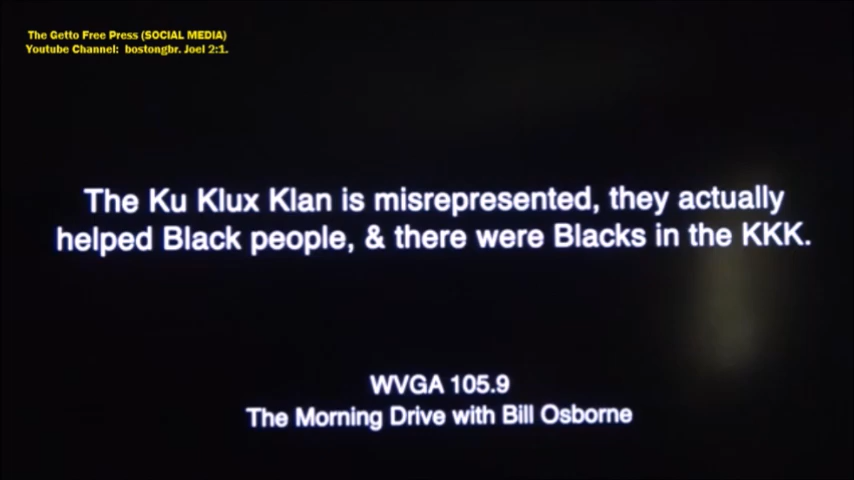 The Getto Free Press (SOCIAL MEDIA)
Youtube Channel:  bostongbr. Joel 2:1.
The Ku Klux Klan is misrepresented, they actually
helped Black people, & there were Blacks in the KKK.
WVGA 105.9
The Morning Drive with Bill Osborne